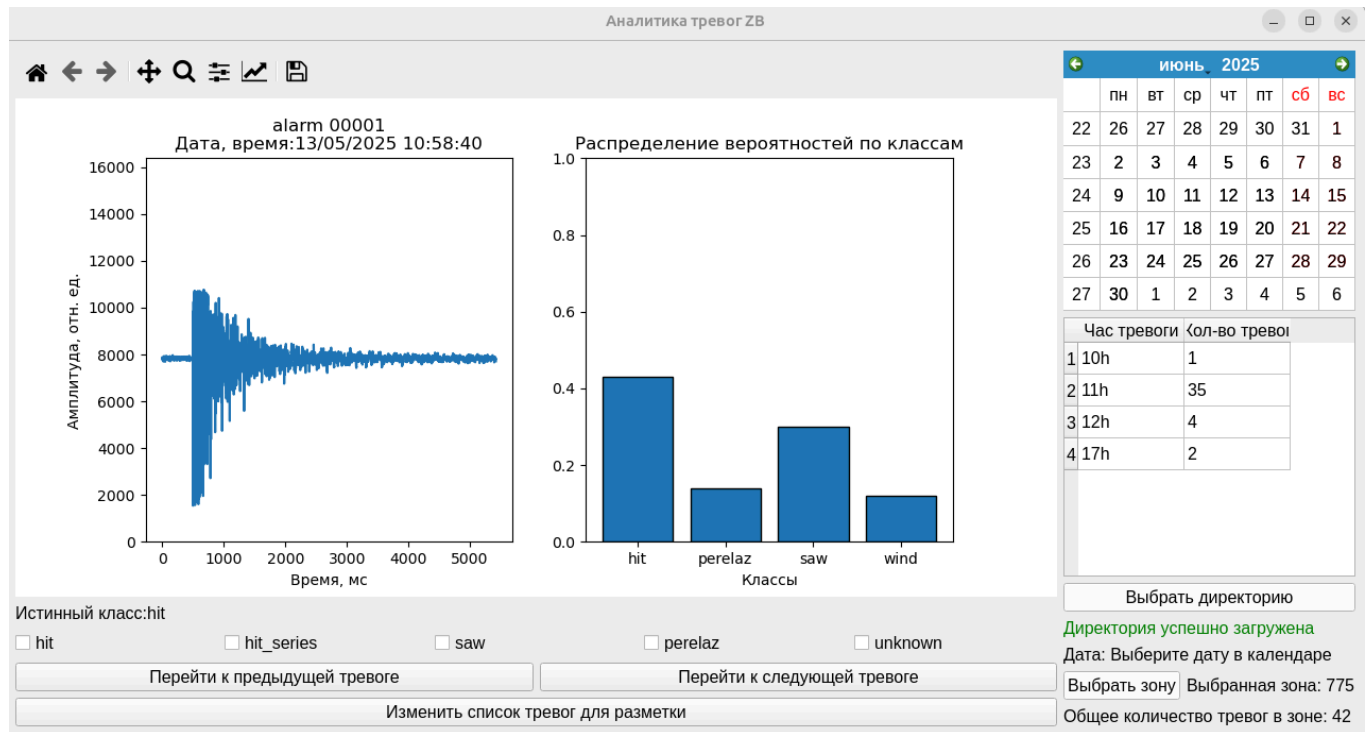 Аналитика тревог ZB
alarm 00001
Дата, время:13/05/2025 10:58:40
16000
14000
12000
10000
8000
6000
4000
2000
0
Амплитуда, отн. ед.
0 1000 2000 3000 4000 5000
Время, мс
Распределение вероятностей по классам
1.0
0.8
0.6
0.4
0.2
0.0
hit perelaz saw wind
Классы
Истинный класс:hit
hit hit_series saw perelaz unknown
Перейти к предыдущей тревоге Перейти к следующей тревоге
Изменить список тревог для разметки
июнь, 2025
пн вт ср чт пт сб вс
22 26 27 28 29 30 31 1
23 2 3 4 5 6 7 8
24 9 10 11 12 13 14 15
25 16 17 18 19 20 21 22
26 23 24 25 26 27 28 29
27 30 1 2 3 4 5 6
Час тревоги Кол-во тревог
1 10h 1
2 11h 35
3 12h 4
4 17h 2
Выбрать директорию
Директория успешно загружена
Дата: Выберите дату в календаре
Выбрать зону Выбранная зона: 775
Общее количество тревог в зоне: 42